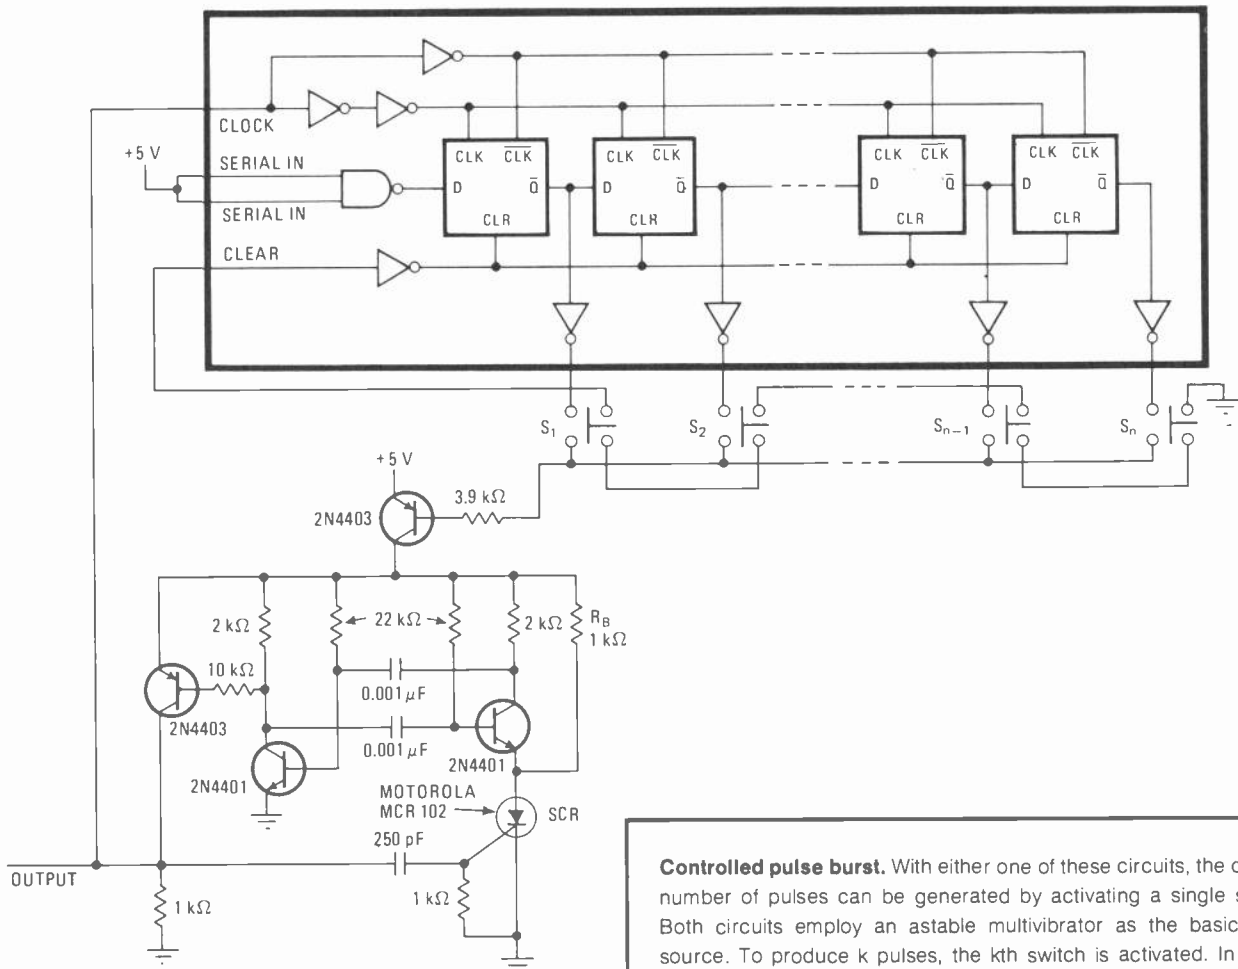 CLOCK
+5 V
SERIAL IN
SERIAL IN
CLEAR
CLK C̅L̅K̅
D Q̅
CLR
CLK C̅L̅K̅
D Q̅
CLR
CLK C̅L̅K̅
D Q̅
CLR
CLK C̅L̅K̅
D Q̅
CLR
S1
S2
Sn−1
Sn
+5 V
3.9 kΩ
2N4403
2 kΩ
22 kΩ
2 kΩ
RB
1 kΩ
10 kΩ
0.001 μF
2N4403
0.001 μF
2N4401
2N4401
MOTOROLA
MCR 102
SCR
250 pF
OUTPUT
1 kΩ
1 kΩ
Controlled pulse burst. With either one of these circuits, the
number of pulses can be generated by activating a single
Both circuits employ an astable multivibrator as the basic
source. To produce k pulses, the kth switch is activated. In